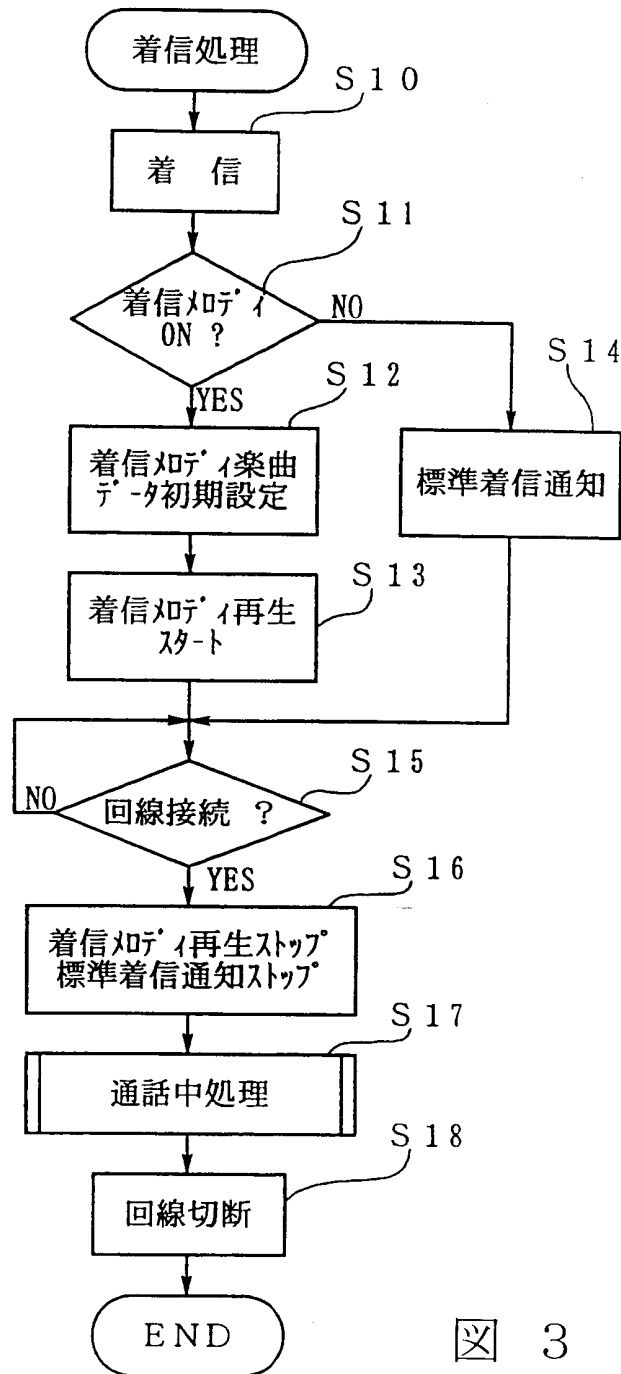 着信処理
S10
着 信
S11
着信ﾒﾛﾃﾞｨ
ON ?
NO
YES
S12
着信ﾒﾛﾃﾞｨ楽曲
ﾃﾞｰﾀ初期設定
S14
標準着信通知
S13
着信ﾒﾛﾃﾞｨ再生
ｽﾀｰﾄ
S15
回線接続 ?
NO
YES
S16
着信ﾒﾛﾃﾞｨ再生ｽﾄｯﾌﾟ
標準着信通知ｽﾄｯﾌﾟ
S17
通話中処理
S18
回線切断
END
図 3